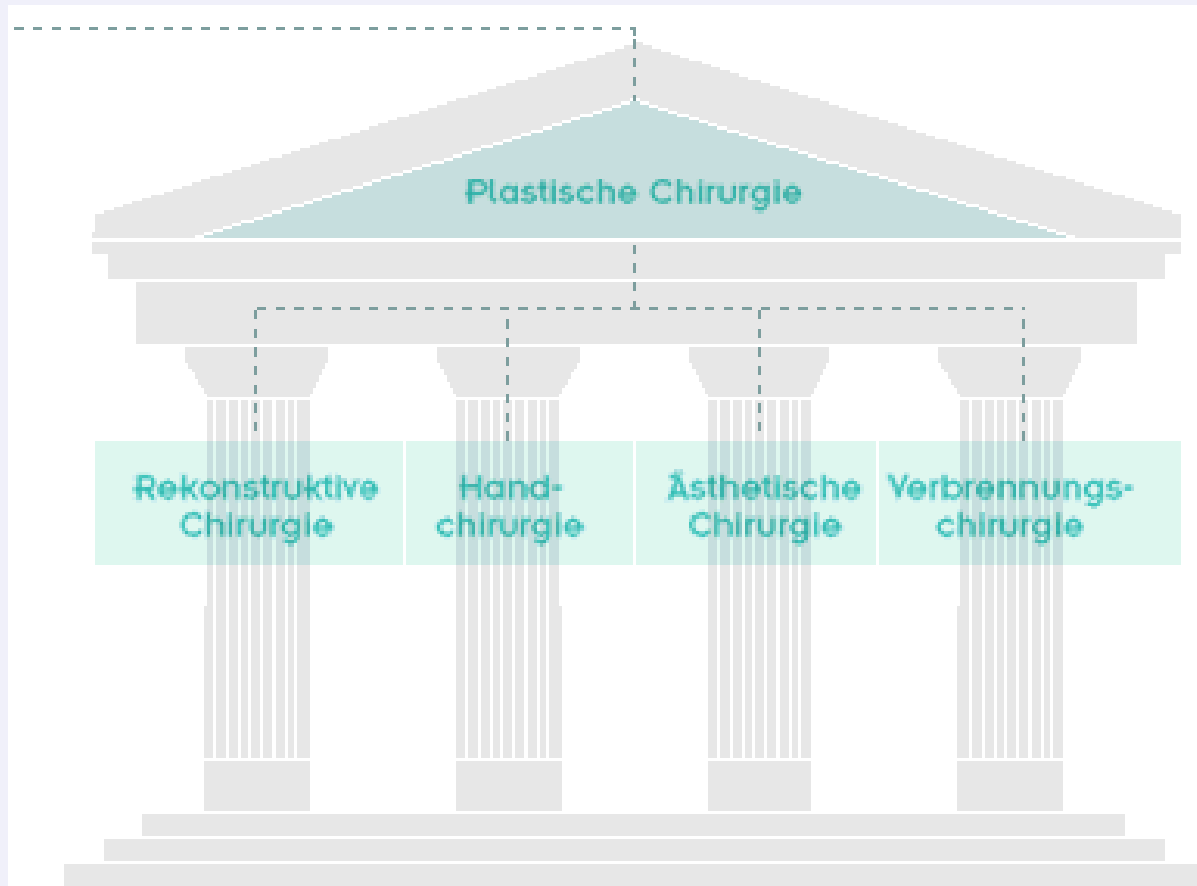 Plastische Chirurgie
Rekonstruktive
Chirurgie
Hand-
chirurgie
Ästhetische
Chirurgie
Verbrennungs-
chirurgie